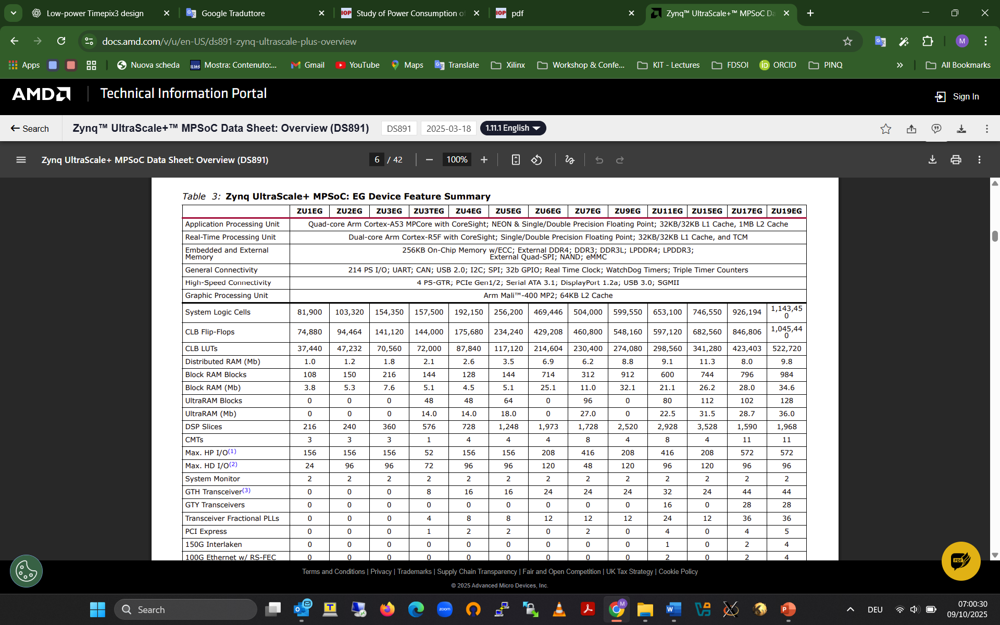 Low-power Timepix3 design
Google Traduttore
IOP Study of Power Consumption o
IOP pdf
Zynq™ UltraScale+™ MPSoC Da
docs.amd.com/v/u/en-US/ds891-zynq-ultrascale-plus-overview
M
Apps
Nuova scheda
ILIAS Mostra: Contenuto:...
Gmail
YouTube
Maps
Translate
Xilinx
Workshop & Confe...
KIT - Lectures
FDSOI
iD ORCID
PINQ
All Bookmarks
AMD Technical Information Portal
Sign In
Search
Zynq™ UltraScale+™ MPSoC Data Sheet: Overview (DS891)
DS891
2025-03-18
1.11.1 English
Zynq UltraScale+ MPSoC Data Sheet: Overview (DS891)
6 / 42
100%
Table 3: Zynq UltraScale+ MPSoC: EG Device Feature Summary
ZU1EG ZU2EG ZU3EG ZU3TEG ZU4EG ZU5EG ZU6EG ZU7EG ZU9EG ZU11EG ZU15EG ZU17EG ZU19EG
Application Processing Unit Quad-core Arm Cortex-A53 MPCore with CoreSight; NEON & Single/Double Precision Floating Point; 32KB/32KB L1 Cache, 1MB L2 Cache
Real-Time Processing Unit Dual-core Arm Cortex-R5F with CoreSight; Single/Double Precision Floating Point; 32KB/32KB L1 Cache, and TCM
Embedded and External
Memory
256KB On-Chip Memory w/ECC; External DDR4; DDR3; DDR3L; LPDDR4; LPDDR3;
External Quad-SPI; NAND; eMMC
General Connectivity 214 PS I/O; UART; CAN; USB 2.0; I2C; SPI; 32b GPIO; Real Time Clock; WatchDog Timers; Triple Timer Counters
High-Speed Connectivity 4 PS-GTR; PCIe Gen1/2; Serial ATA 3.1; DisplayPort 1.2a; USB 3.0; SGMII
Graphic Processing Unit Arm Mali™-400 MP2; 64KB L2 Cache
System Logic Cells 81,900 103,320 154,350 157,500 192,150 256,200 469,446 504,000 599,550 653,100 746,550 926,194 1,143,45
0
CLB Flip-Flops 74,880 94,464 141,120 144,000 175,680 234,240 429,208 460,800 548,160 597,120 682,560 846,806 1,045,44
0
CLB LUTs 37,440 47,232 70,560 72,000 87,840 117,120 214,604 230,400 274,080 298,560 341,280 423,403 522,720
Distributed RAM (Mb) 1.0 1.2 1.8 2.1 2.6 3.5 6.9 6.2 8.8 9.1 11.3 8.0 9.8
Block RAM Blocks 108 150 216 144 128 144 714 312 912 600 744 796 984
Block RAM (Mb) 3.8 5.3 7.6 5.1 4.5 5.1 25.1 11.0 32.1 21.1 26.2 28.0 34.6
UltraRAM Blocks 0 0 0 48 48 64 0 96 0 80 112 102 128
UltraRAM (Mb) 0 0 0 14.0 14.0 18.0 0 27.0 0 22.5 31.5 28.7 36.0
DSP Slices 216 240 360 576 728 1,248 1,973 1,728 2,520 2,928 3,528 1,590 1,968
CMTs 3 3 3 1 4 4 4 8 4 8 4 11 11
Max. HP I/O(1) 156 156 156 52 156 156 208 416 208 416 208 572 572
Max. HD I/O(2) 24 96 96 72 96 96 120 48 120 96 120 96 96
System Monitor 2 2 2 2 2 2 2 2 2 2 2 2 2
GTH Transceiver(3) 0 0 0 8 16 16 24 24 24 32 24 44 44
GTY Transceivers 0 0 0 0 0 0 0 0 0 16 0 28 28
Transceiver Fractional PLLs 0 0 0 4 8 8 12 12 12 24 12 36 36
PCI Express 0 0 0 1 2 2 0 2 0 4 0 4 5
150G Interlaken 0 0 0 0 0 0 0 0 0 1 0 2 4
100G Ethernet w/ RS-FEC 0 0 0 0 0 0 0 0 0 2 0 2 4
PDF
Terms and Conditions | Privacy | Trademarks | Supply Chain Transparency | Fair and Open Competition | UK Tax Strategy | Cookie Policy
© 2025 Advanced Micro Devices, Inc.
Search
zoom
M
DEU
07:00:30
09/10/2025